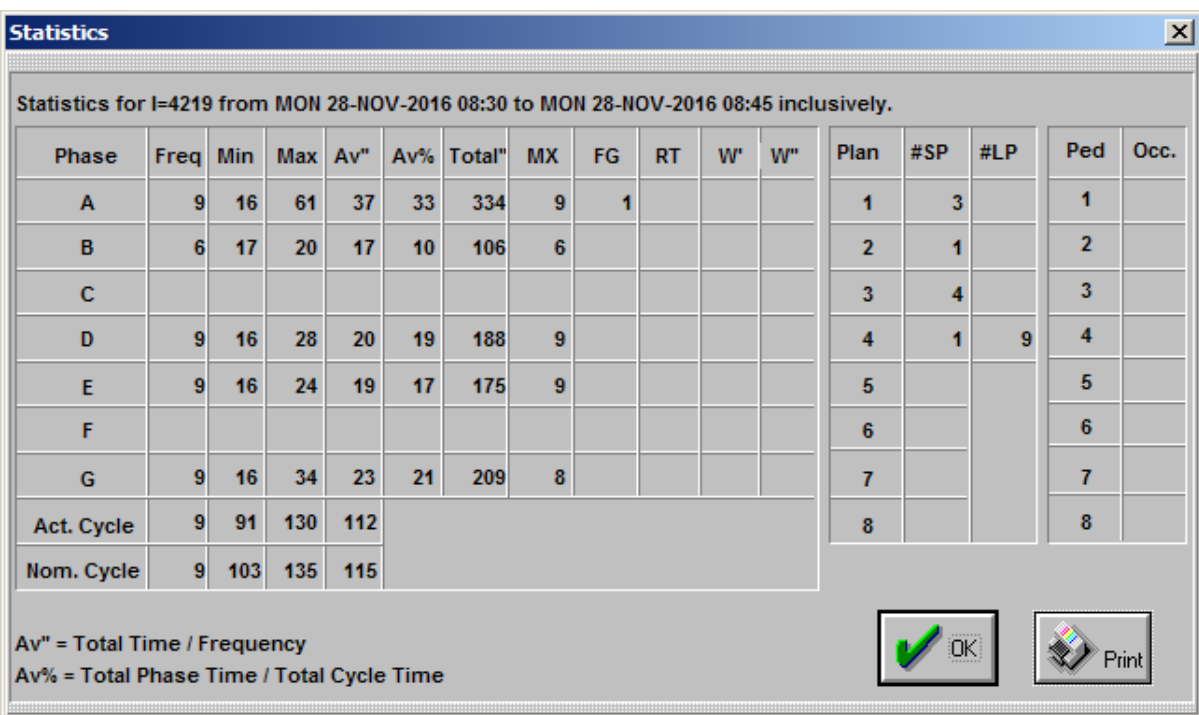 Statistics
Statistics for I=4219 from MON 28-NOV-2016 08:30 to MON 28-NOV-2016 08:45 inclusively.
Phase Freq Min Max Av" Av% Total" MX FG RT W' W"
A 9 16 61 37 33 334 9 1
B 6 17 20 17 10 106 6
C
D 9 16 28 20 19 188 9
E 9 16 24 19 17 175 9
F
G 9 16 34 23 21 209 8
Act. Cycle 9 91 130 112
Nom. Cycle 9 103 135 115
Plan #SP #LP
1 3
2 1
3 4
4 1 9
5
6
7
8
Ped Occ.
1
2
3
4
5
6
7
8
Av" = Total Time / Frequency
Av% = Total Phase Time / Total Cycle Time
OK
Print